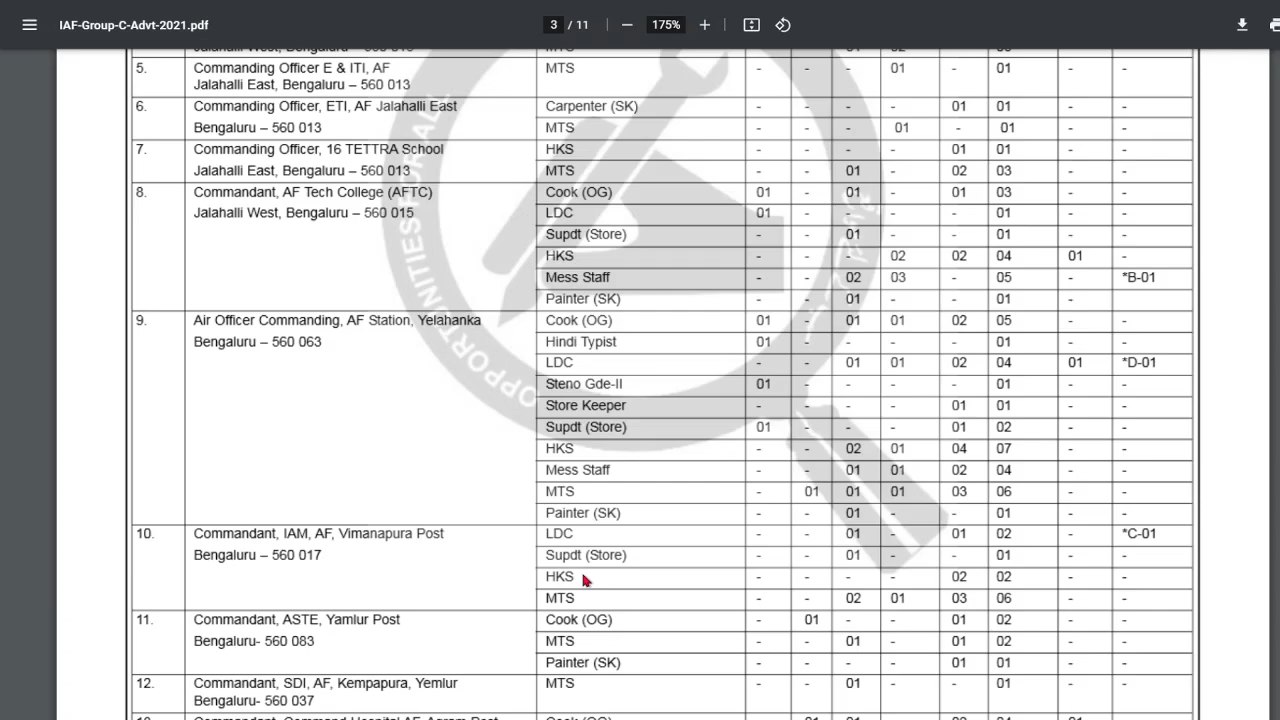 IAF-Group-C-Advt-2021.pdf 3 / 11 175%
5. Commanding Officer E & ITI, AF MTS - - - 01 - 01 - -
Jalahalli East, Bengaluru – 560 013
6. Commanding Officer, ETI, AF Jalahalli East Carpenter (SK) - - - - 01 01 - -
Bengaluru – 560 013 MTS - - - 01 - 01 - -
7. Commanding Officer, 16 TETTRA School HKS - - - - 01 01 - -
Jalahalli East, Bengaluru – 560 013 MTS - - 01 - 02 03 - -
8. Commandant, AF Tech College (AFTC) Cook (OG) 01 - 01 - 01 03 - -
Jalahalli West, Bengaluru – 560 015 LDC 01 - - - - 01 - -
Supdt (Store) - - 01 - - 01 - -
HKS - - - 02 02 04 01 -
Mess Staff - - 02 03 - 05 - *B-01
Painter (SK) - - 01 - - 01 - -
9. Air Officer Commanding, AF Station, Yelahanka Cook (OG) 01 - 01 01 02 05 - -
Bengaluru – 560 063 Hindi Typist 01 - - - - 01 - -
LDC - - 01 01 02 04 01 *D-01
Steno Gde-II 01 - - - - 01 - -
Store Keeper - - - - 01 01 - -
Supdt (Store) 01 - - - 01 02 - -
HKS - - 02 01 04 07 - -
Mess Staff - - 01 01 02 04 - -
MTS - 01 01 01 03 06 - -
Painter (SK) - - 01 - - 01 - -
10. Commandant, IAM, AF, Vimanapura Post LDC - - 01 - 01 02 - *C-01
Bengaluru – 560 017 Supdt (Store) - - 01 - - 01 - -
HKS - - - - 02 02 - -
MTS - - 02 01 03 06 - -
11. Commandant, ASTE, Yamlur Post Cook (OG) - 01 - - 01 02 - -
Bengaluru- 560 083 MTS - - 01 - 01 02 - -
Painter (SK) - - - - 01 01 - -
12. Commandant, SDI, AF, Kempapura, Yemlur MTS - - 01 - - 01 - -
Bengaluru- 560 037
OPPORTUNITIES FOR ALL